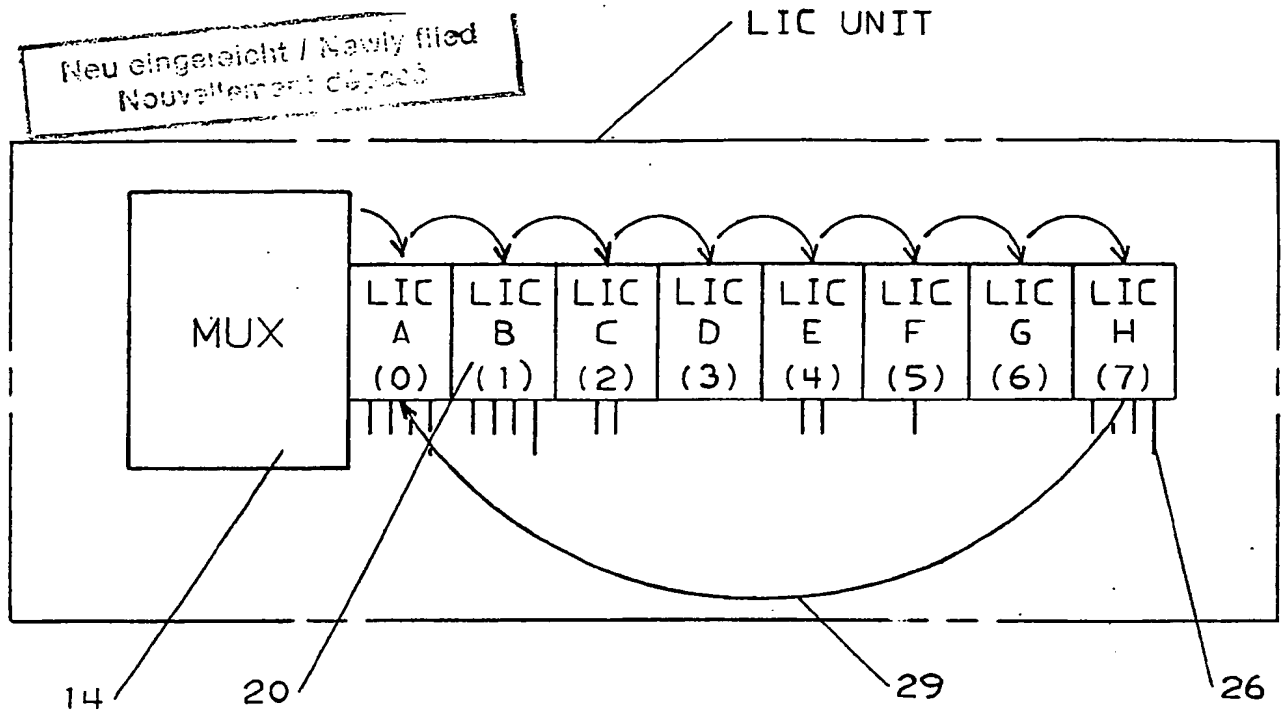 LIC UNIT
Neu eingereicht / Newly filed
Nouvellement déposé
MUX
LIC A (0)
LIC B (1)
LIC C (2)
LIC D (3)
LIC E (4)
LIC F (5)
LIC G (6)
LIC H (7)
14
20
29
26